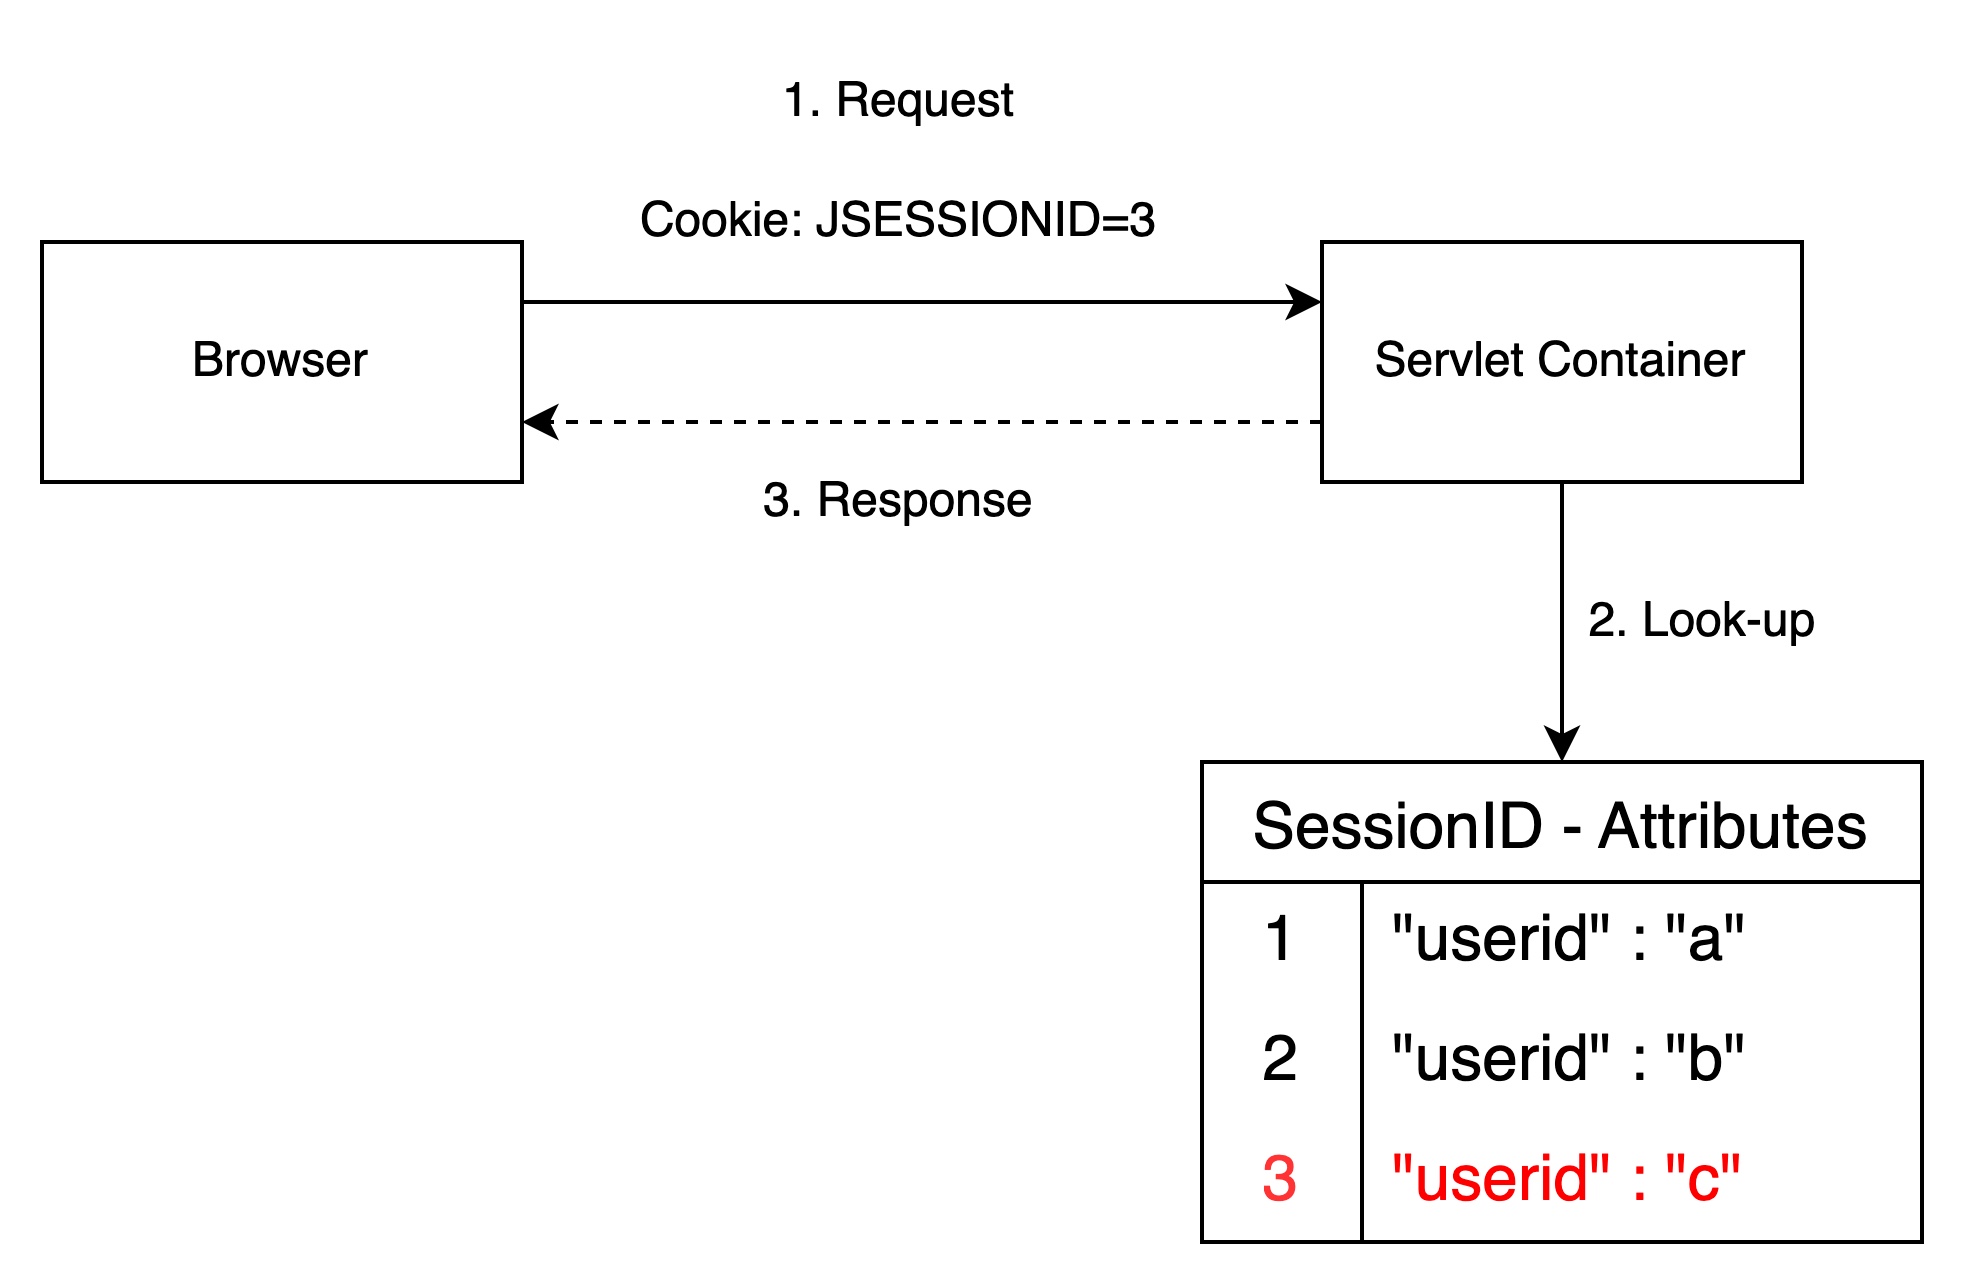 1. Request
Cookie: JSESSIONID=3
Browser
Servlet Container
3. Response
2. Look-up
SessionID - Attributes
1 "userid" : "a"
2 "userid" : "b"
3 "userid" : "c"